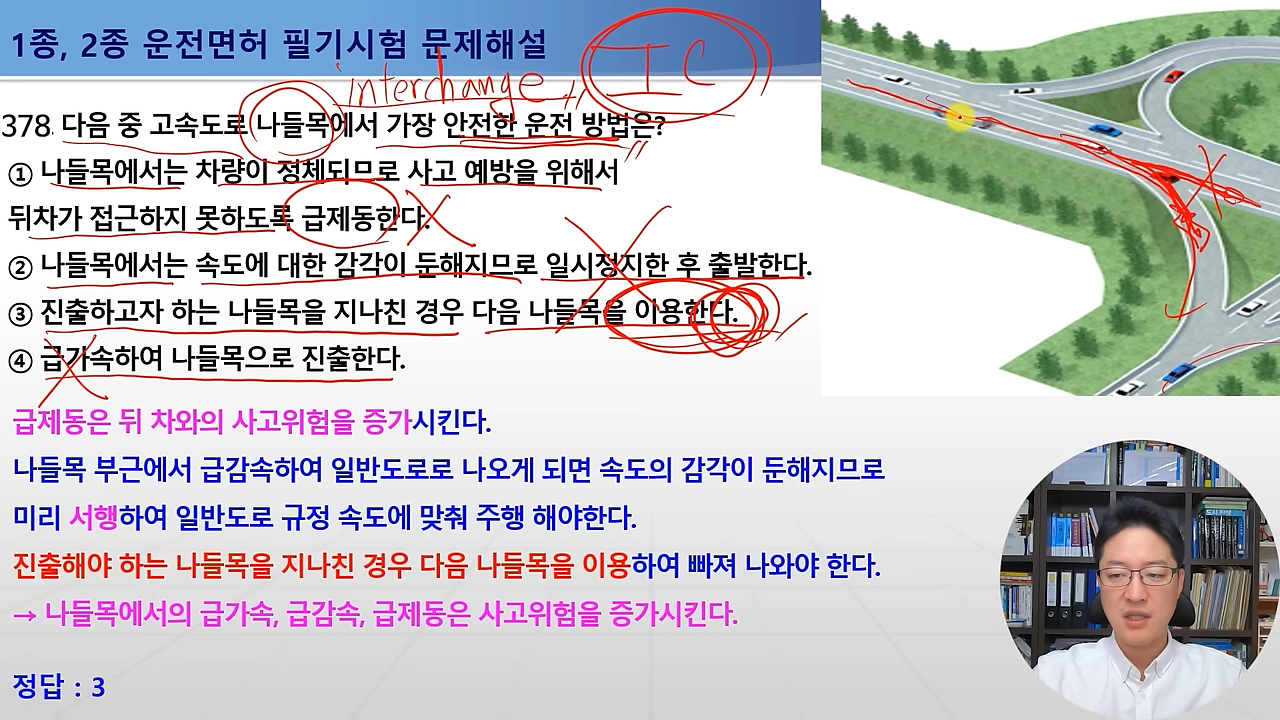 1종, 2종 운전면허 필기시험 문제해설
interchange
IC
378. 다음 중 고속도로 나들목에서 가장 안전한 운전 방법은?
① 나들목에서는 차량이 정체되므로 사고 예방을 위해서
뒤차가 접근하지 못하도록 급제동한다.
② 나들목에서는 속도에 대한 감각이 둔해지므로 일시정지한 후 출발한다.
③ 진출하고자 하는 나들목을 지나친 경우 다음 나들목을 이용한다.
④ 급가속하여 나들목으로 진출한다.
급제동은 뒤 차와의 사고위험을 증가시킨다.
나들목 부근에서 급감속하여 일반도로로 나오게 되면 속도의 감각이 둔해지므로
미리 서행하여 일반도로 규정 속도에 맞춰 주행 해야한다.
진출해야 하는 나들목을 지나친 경우 다음 나들목을 이용하여 빠져 나와야 한다.
→ 나들목에서의 급가속, 급감속, 급제동은 사고위험을 증가시킨다.
정답 : 3